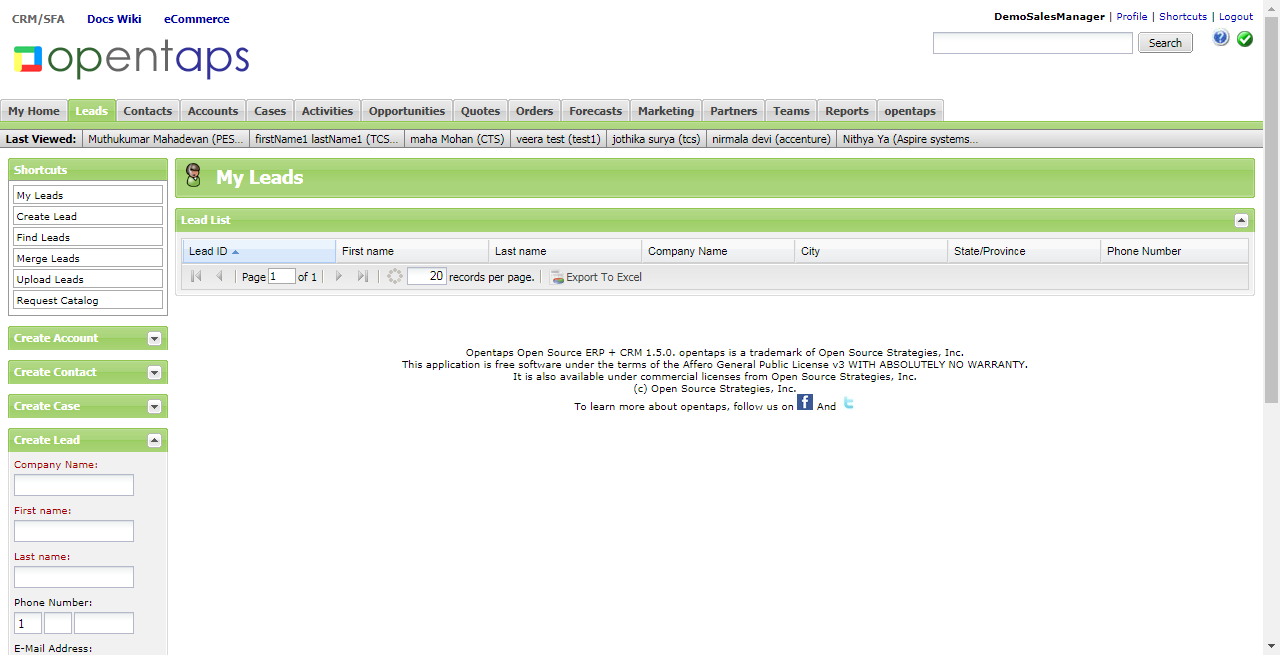 CRM/SFA Docs Wiki eCommerce
DemoSalesManager | Profile | Shortcuts | Logout
opentaps
Search
My Home Leads Contacts Accounts Cases Activities Opportunities Quotes Orders Forecasts Marketing Partners Teams Reports opentaps
Last Viewed: Muthukumar Mahadevan (PES... firstName1 lastName1 (TCS... maha Mohan (CTS) veera test (test1) jothika surya (tcs) nirmala devi (accenture) Nithya Ya (Aspire systems...
Shortcuts
My Leads
Create Lead
Find Leads
Merge Leads
Upload Leads
Request Catalog
Create Account
Create Contact
Create Case
Create Lead
Company Name:
First name:
Last name:
Phone Number:
1
E-Mail Address:
My Leads
Lead List
Lead ID First name Last name Company Name City State/Province Phone Number
Page 1 of 1 20 records per page. Export To Excel
Opentaps Open Source ERP + CRM 1.5.0. opentaps is a trademark of Open Source Strategies, Inc.
This application is free software under the terms of the Affero General Public License v3 WITH ABSOLUTELY NO WARRANTY.
It is also available under commercial licenses from Open Source Strategies, Inc.
(c) Open Source Strategies, Inc.
To learn more about opentaps, follow us on f And t